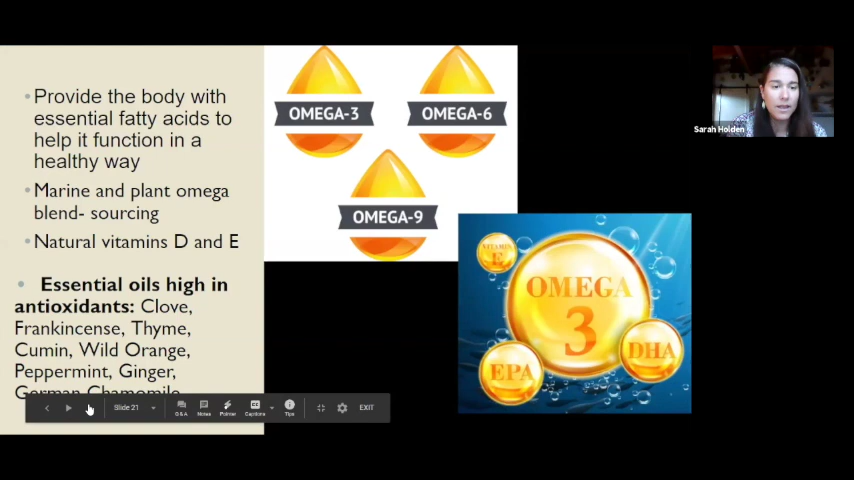 Provide the body with
essential fatty acids to
help it function in a
healthy way
Marine and plant omega
blend- sourcing
Natural vitamins D and E
Essential oils high in
antioxidants: Clove,
Frankincense, Thyme,
Cumin, Wild Orange,
Peppermint, Ginger,
German Chamomile
OMEGA-3
OMEGA-6
OMEGA-9
VITAMIN
E
OMEGA
3
EPA
DHA
Sarah Holden
Slide 21
Q&A
Notes
Pointer
Captions
Tips
EXIT